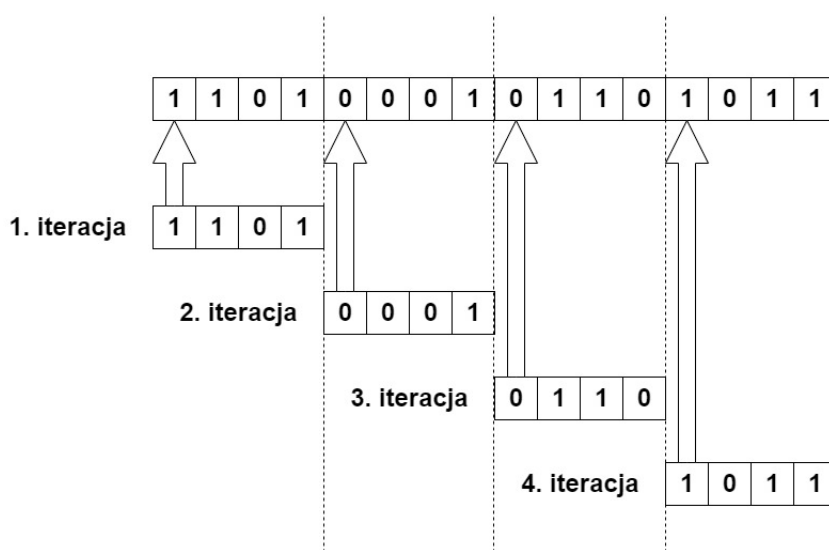 1 1 0 1 0 0 0 1 0 1 1 0 1 0 1 1
1. iteracja 1 1 0 1
2. iteracja 0 0 0 1
3. iteracja 0 1 1 0
4. iteracja 1 0 1 1